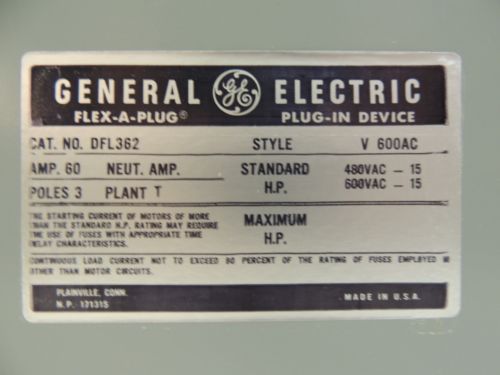 GENERAL GE ELECTRIC
FLEX-A-PLUG® PLUG-IN DEVICE
CAT. NO. DFL362 STYLE V 600AC
AMP. 60 NEUT. AMP. STANDARD H.P. 480VAC — 15
600VAC — 15
POLES 3 PLANT T
THE STARTING CURRENT OF MOTORS OF MORE
THAN THE STANDARD H.P. RATING MAY REQUIRE
THE USE OF FUSES WITH APPROPRIATE TIME
DELAY CHARACTERISTICS.
MAXIMUM
H.P.
CONTINUOUS LOAD CURRENT NOT TO EXCEED 80 PERCENT OF THE RATING OF FUSES EMPLOYED IN
OTHER THAN MOTOR CIRCUITS.
PLAINVILLE, CONN.
N.P. 17131S
MADE IN U.S.A.